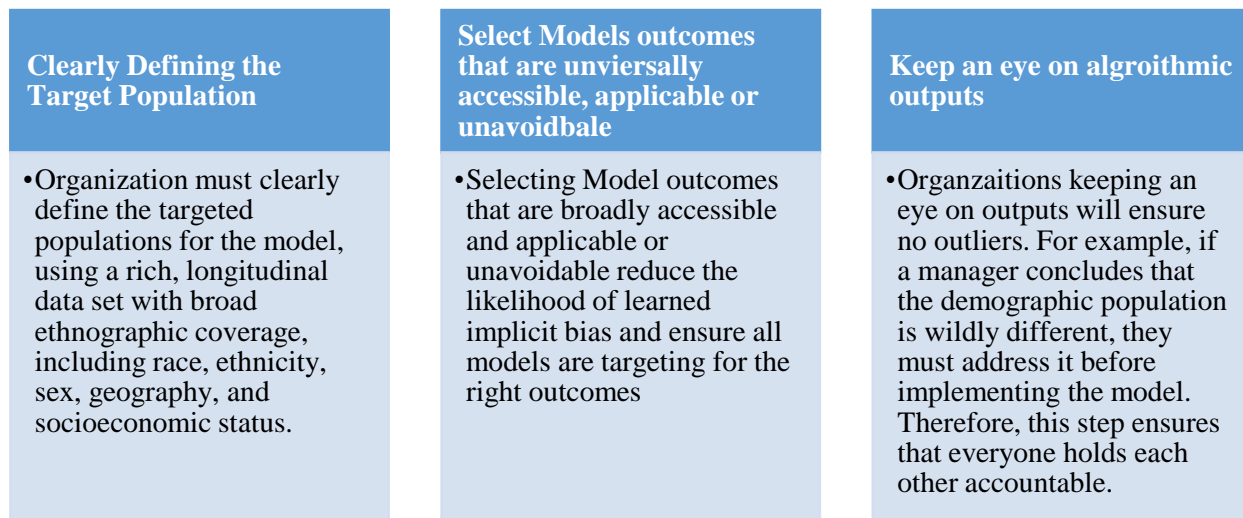 Clearly Defining the
Target Population
•Organization must clearly
define the targeted
populations for the model,
using a rich, longitudinal
data set with broad
ethnographic coverage,
including race, ethnicity,
sex, geography, and
socioeconomic status.
Select Models outcomes
that are unviersally
accessible, applicable or
unavoidbale
•Selecting Model outcomes
that are broadly accessible
and applicable or
unavoidable reduce the
likelihood of learned
implicit bias and ensure all
models are targeting for the
right outcomes
Keep an eye on algroithmic
outputs
•Organzaitions keeping an
eye on outputs will ensure
no outliers. For example, if
a manager concludes that
the demographic population
is wildly different, they
must address it before
implementing the model.
Therefore, this step ensures
that everyone holds each
other accountable.